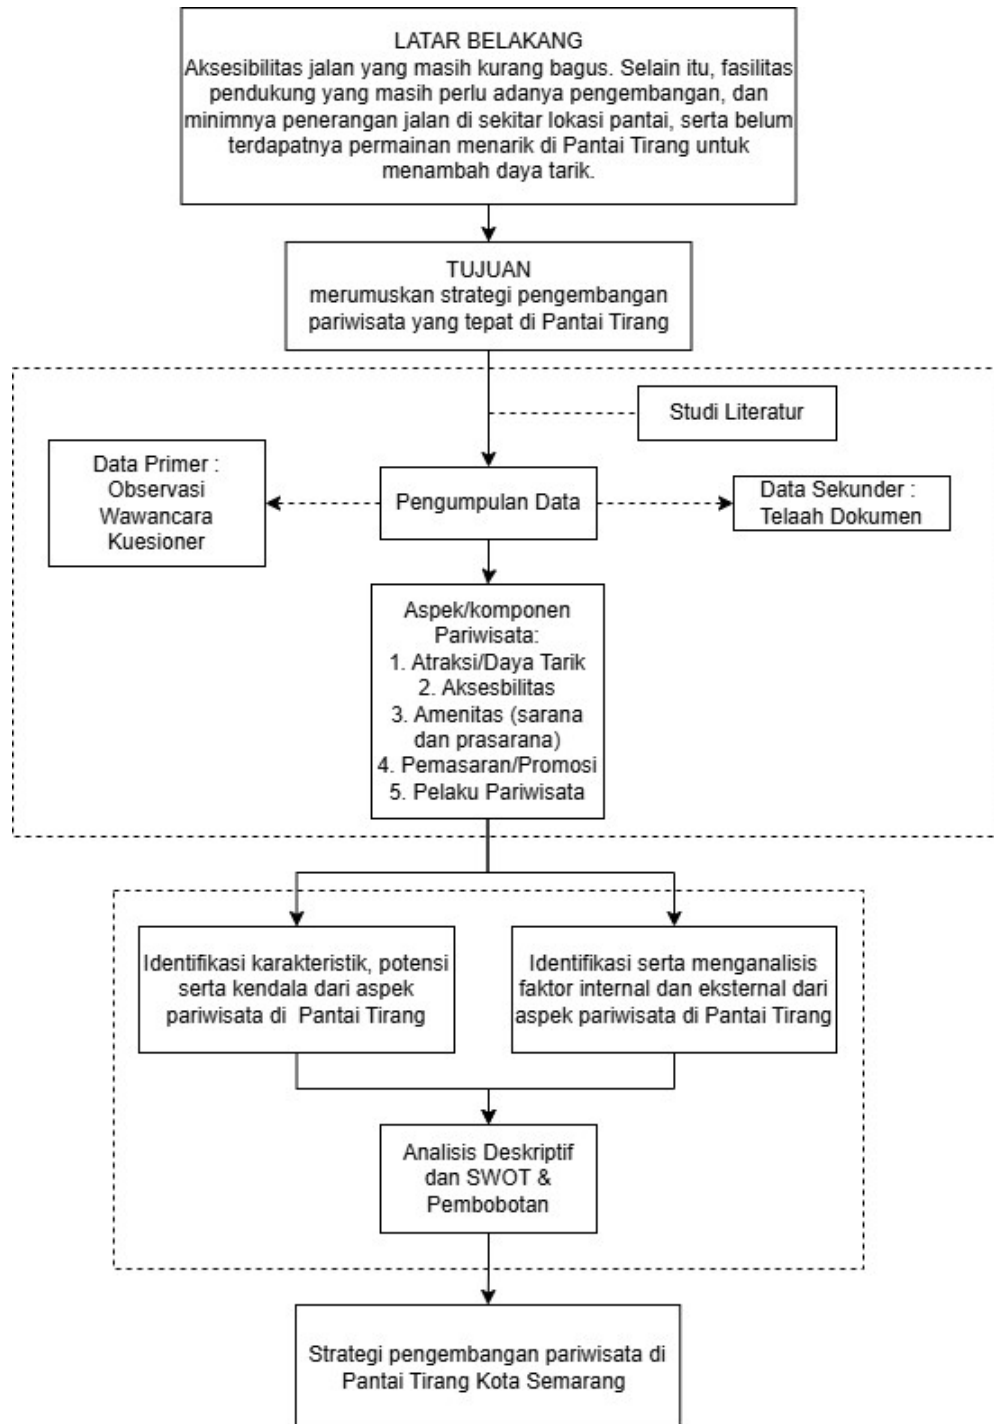 LATAR BELAKANG
Aksesibilitas jalan yang masih kurang bagus. Selain itu, fasilitas
pendukung yang masih perlu adanya pengembangan, dan
minimnya penerangan jalan di sekitar lokasi pantai, serta belum
terdapatnya permainan menarik di Pantai Tirang untuk
menambah daya tarik.
TUJUAN
merumuskan strategi pengembangan
pariwisata yang tepat di Pantai Tirang
Studi Literatur
Data Primer :
Observasi
Wawancara
Kuesioner
Pengumpulan Data
Data Sekunder :
Telaah Dokumen
Aspek/komponen
Pariwisata:
1. Atraksi/Daya Tarik
2. Aksesbilitas
3. Amenitas (sarana
dan prasarana)
4. Pemasaran/Promosi
5. Pelaku Pariwisata
Identifikasi karakteristik, potensi
serta kendala dari aspek
pariwisata di Pantai Tirang
Identifikasi serta menganalisis
faktor internal dan eksternal dari
aspek pariwisata di Pantai Tirang
Analisis Deskriptif
dan SWOT &
Pembobotan
Strategi pengembangan pariwisata di
Pantai Tirang Kota Semarang